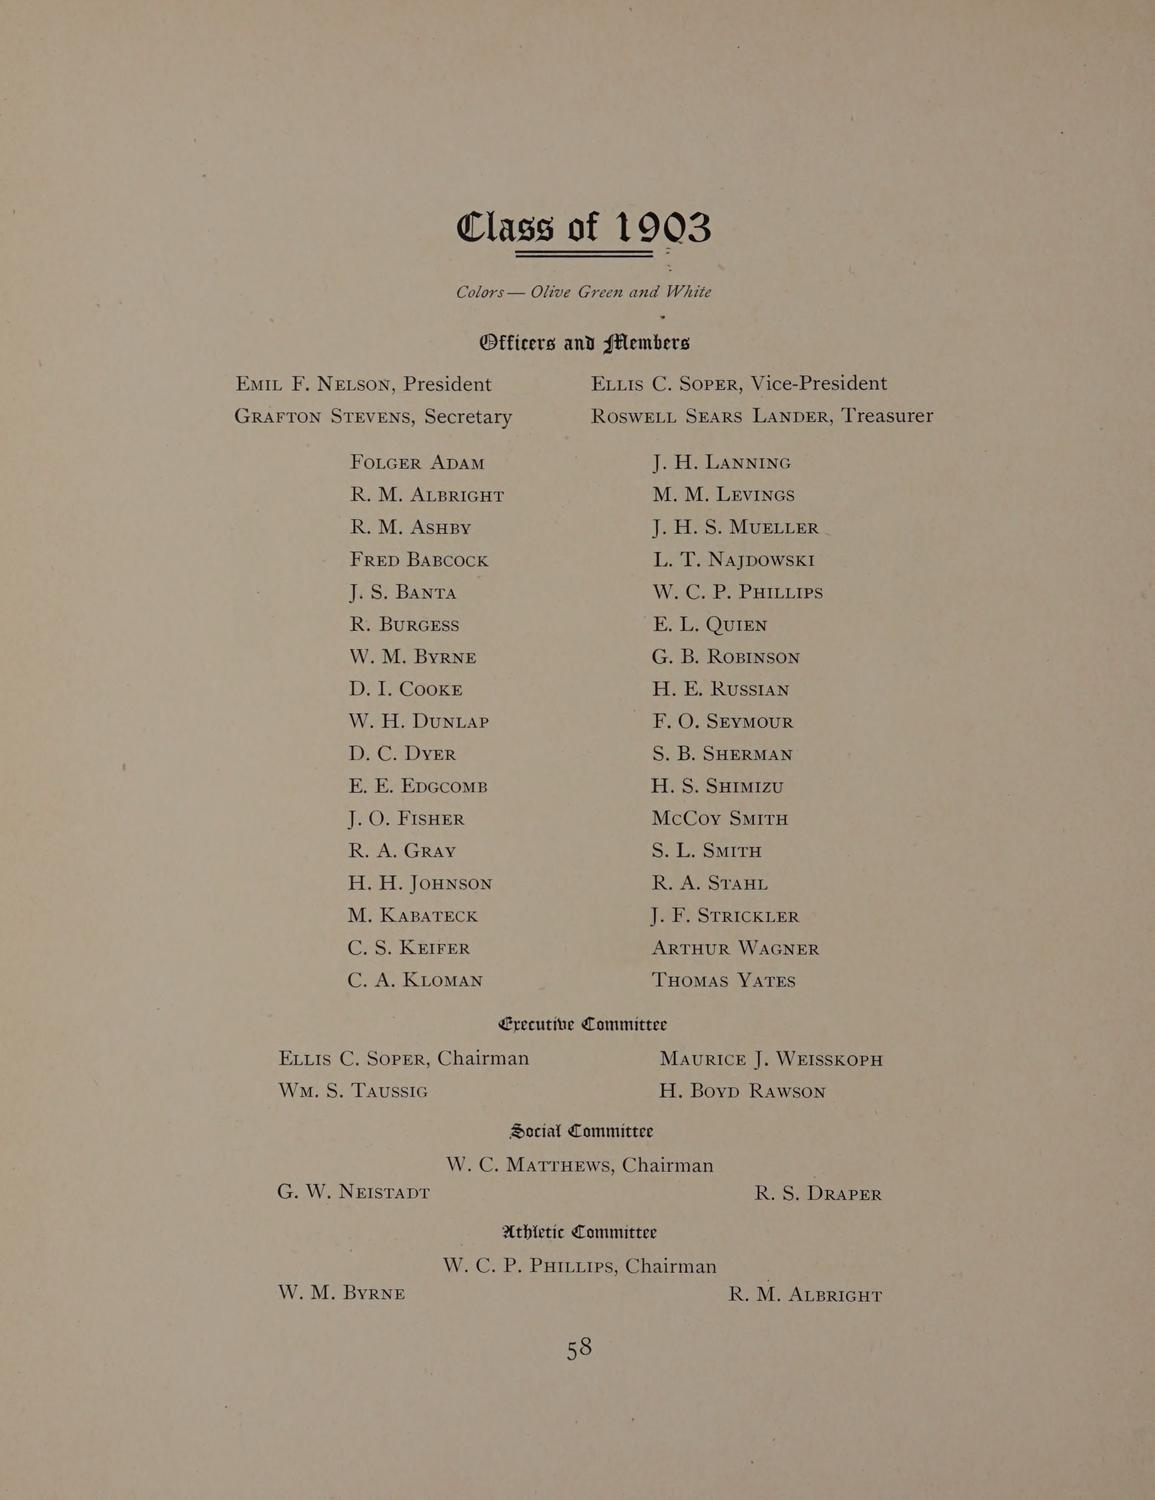 Class of 1903
Colors — Olive Green and White
Officers and Members
Emil F. Nelson, President
Ellis C. Soper, Vice-President
Grafton Stevens, Secretary
Roswell Sears Lander, Treasurer
Folger Adam
R. M. Albright
R. M. Ashby
Fred Babcock
J. S. Banta
R. Burgess
W. M. Byrne
D. I. Cooke
W. H. Dunlap
D. C. Dyer
E. E. Edgcomb
J. O. Fisher
R. A. Gray
H. H. Johnson
M. Kabateck
C. S. Keifer
C. A. Kloman
J. H. Lanning
M. M. Levings
J. H. S. Mueller
L. T. Najdowski
W. C. P. Phillips
E. L. Quien
G. B. Robinson
H. E. Russian
F. O. Seymour
S. B. Sherman
H. S. Shimizu
McCoy Smith
S. L. Smith
R. A. Stahl
J. F. Strickler
Arthur Wagner
Thomas Yates
Executive Committee
Ellis C. Soper, Chairman
Maurice J. Weisskoph
Wm. S. Taussig
H. Boyd Rawson
Social Committee
W. C. Matthews, Chairman
G. W. Neistadt
R. S. Draper
Athletic Committee
W. C. P. Phillips, Chairman
W. M. Byrne
R. M. Albright
58